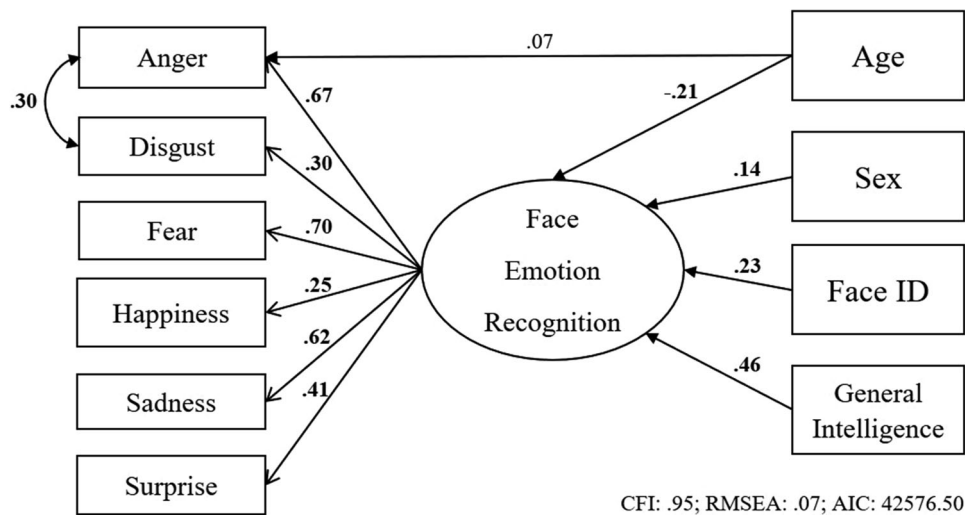 Anger
Disgust
Fear
Happiness
Sadness
Surprise
.30
.67
.30
.70
.25
.62
.41
Face
Emotion
Recognition
.07
-.21
.14
.23
.46
Age
Sex
Face ID
General
Intelligence
CFI: .95; RMSEA: .07; AIC: 42576.50